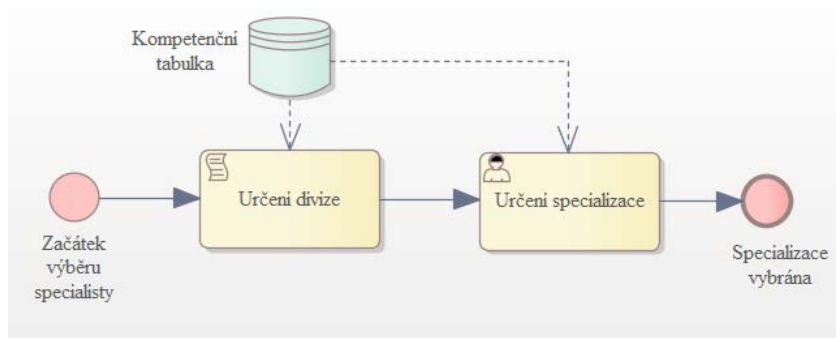 Kompetenční
tabulka
Určení divize
Určení specializace
Začátek
výběru
specialisty
Specializace
vybrána